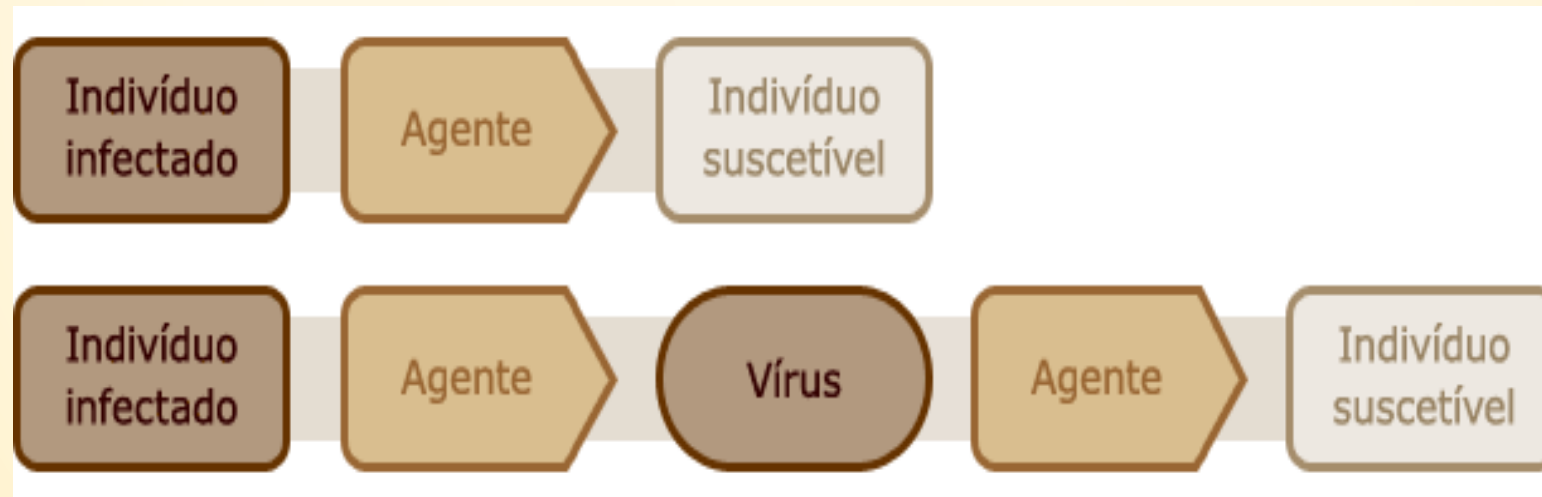 Indivíduo
infectado
Agente
Indivíduo
suscetível
Indivíduo
infectado
Agente
Vírus
Agente
Indivíduo
suscetível